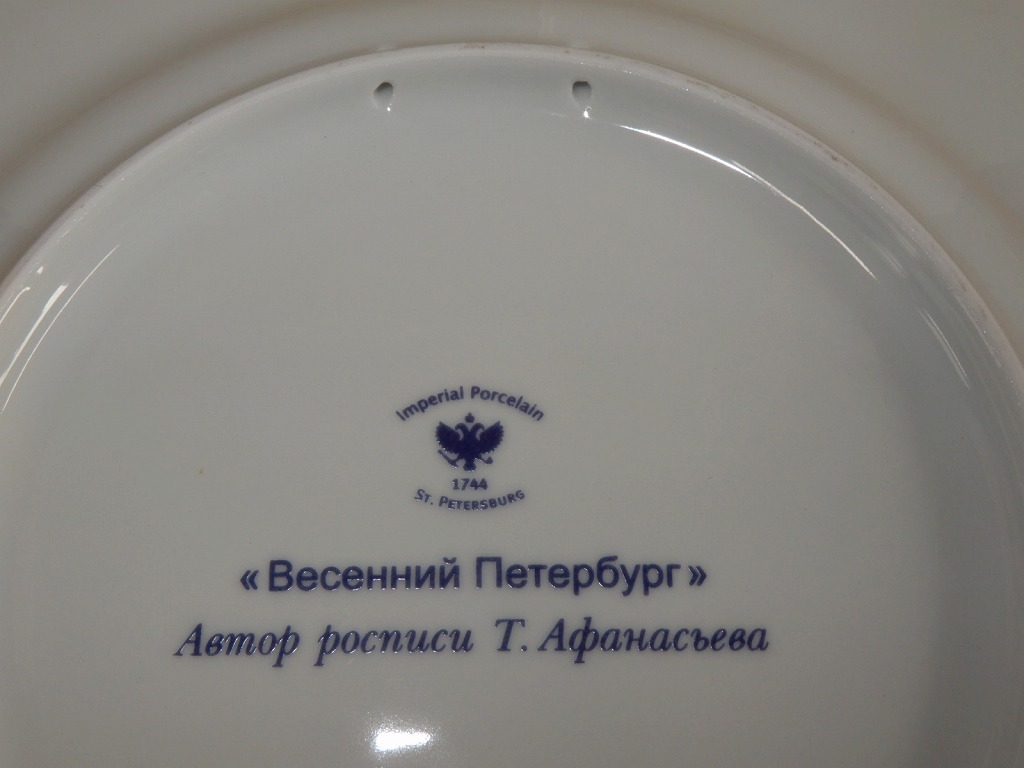 Imperial Porcelain
1744
St. Petersburg
«Весенний Петербург»
Автор росписи Т. Афанасьева